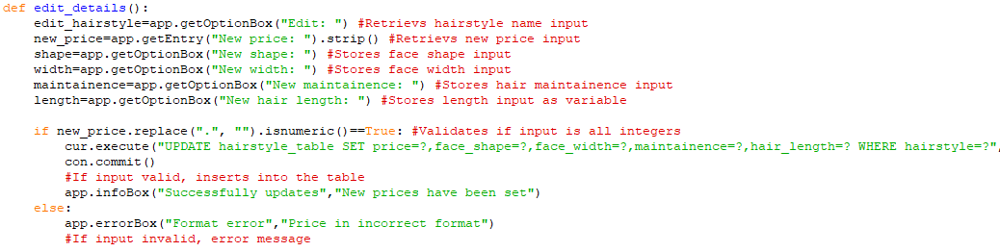 def edit_details():
    edit_hairstyle=app.getOptionBox("Edit: ") #Retrievs hairstyle name input
    new_price=app.getEntry("New price: ").strip() #Retrievs new price input
    shape=app.getOptionBox("New shape: ") #Stores face shape input
    width=app.getOptionBox("New width: ") #Stores face width input
    maintainence=app.getOptionBox("New maintainence: ") #Stores hair maintainence input
    length=app.getOptionBox("New hair length: ") #Stores length input as variable
    if new_price.replace(".", "").isnumeric()==True: #Validates if input is all integers
        cur.execute("UPDATE hairstyle_table SET price=?,face_shape=?,face_width=?,maintainence=?,hair_length=? WHERE hairstyle=?",
        con.commit()
        #If input valid, inserts into the table
        app.infoBox("Successfully updates","New prices have been set")
    else:
        app.errorBox("Format error","Price in incorrect format")
        #If input invalid, error message